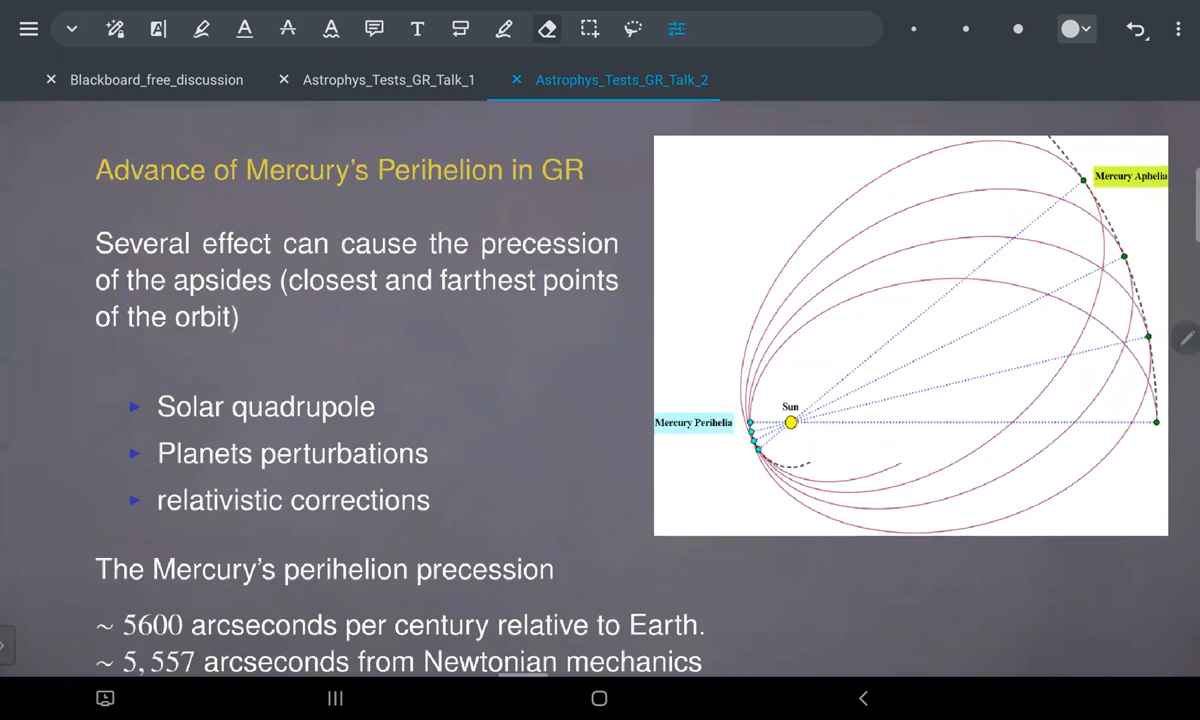 Blackboard_free_discussion
Astrophys_Tests_GR_Talk_1
Astrophys_Tests_GR_Talk_2
Advance of Mercury's Perihelion in GR
Several effect can cause the precession
of the apsides (closest and farthest points
of the orbit)
Solar quadrupole
Planets perturbations
relativistic corrections
The Mercury's perihelion precession
~ 5600 arcseconds per century relative to Earth.
~ 5,557 arcseconds from Newtonian mechanics
Mercury Aphelia
Sun
Mercury Perihelia